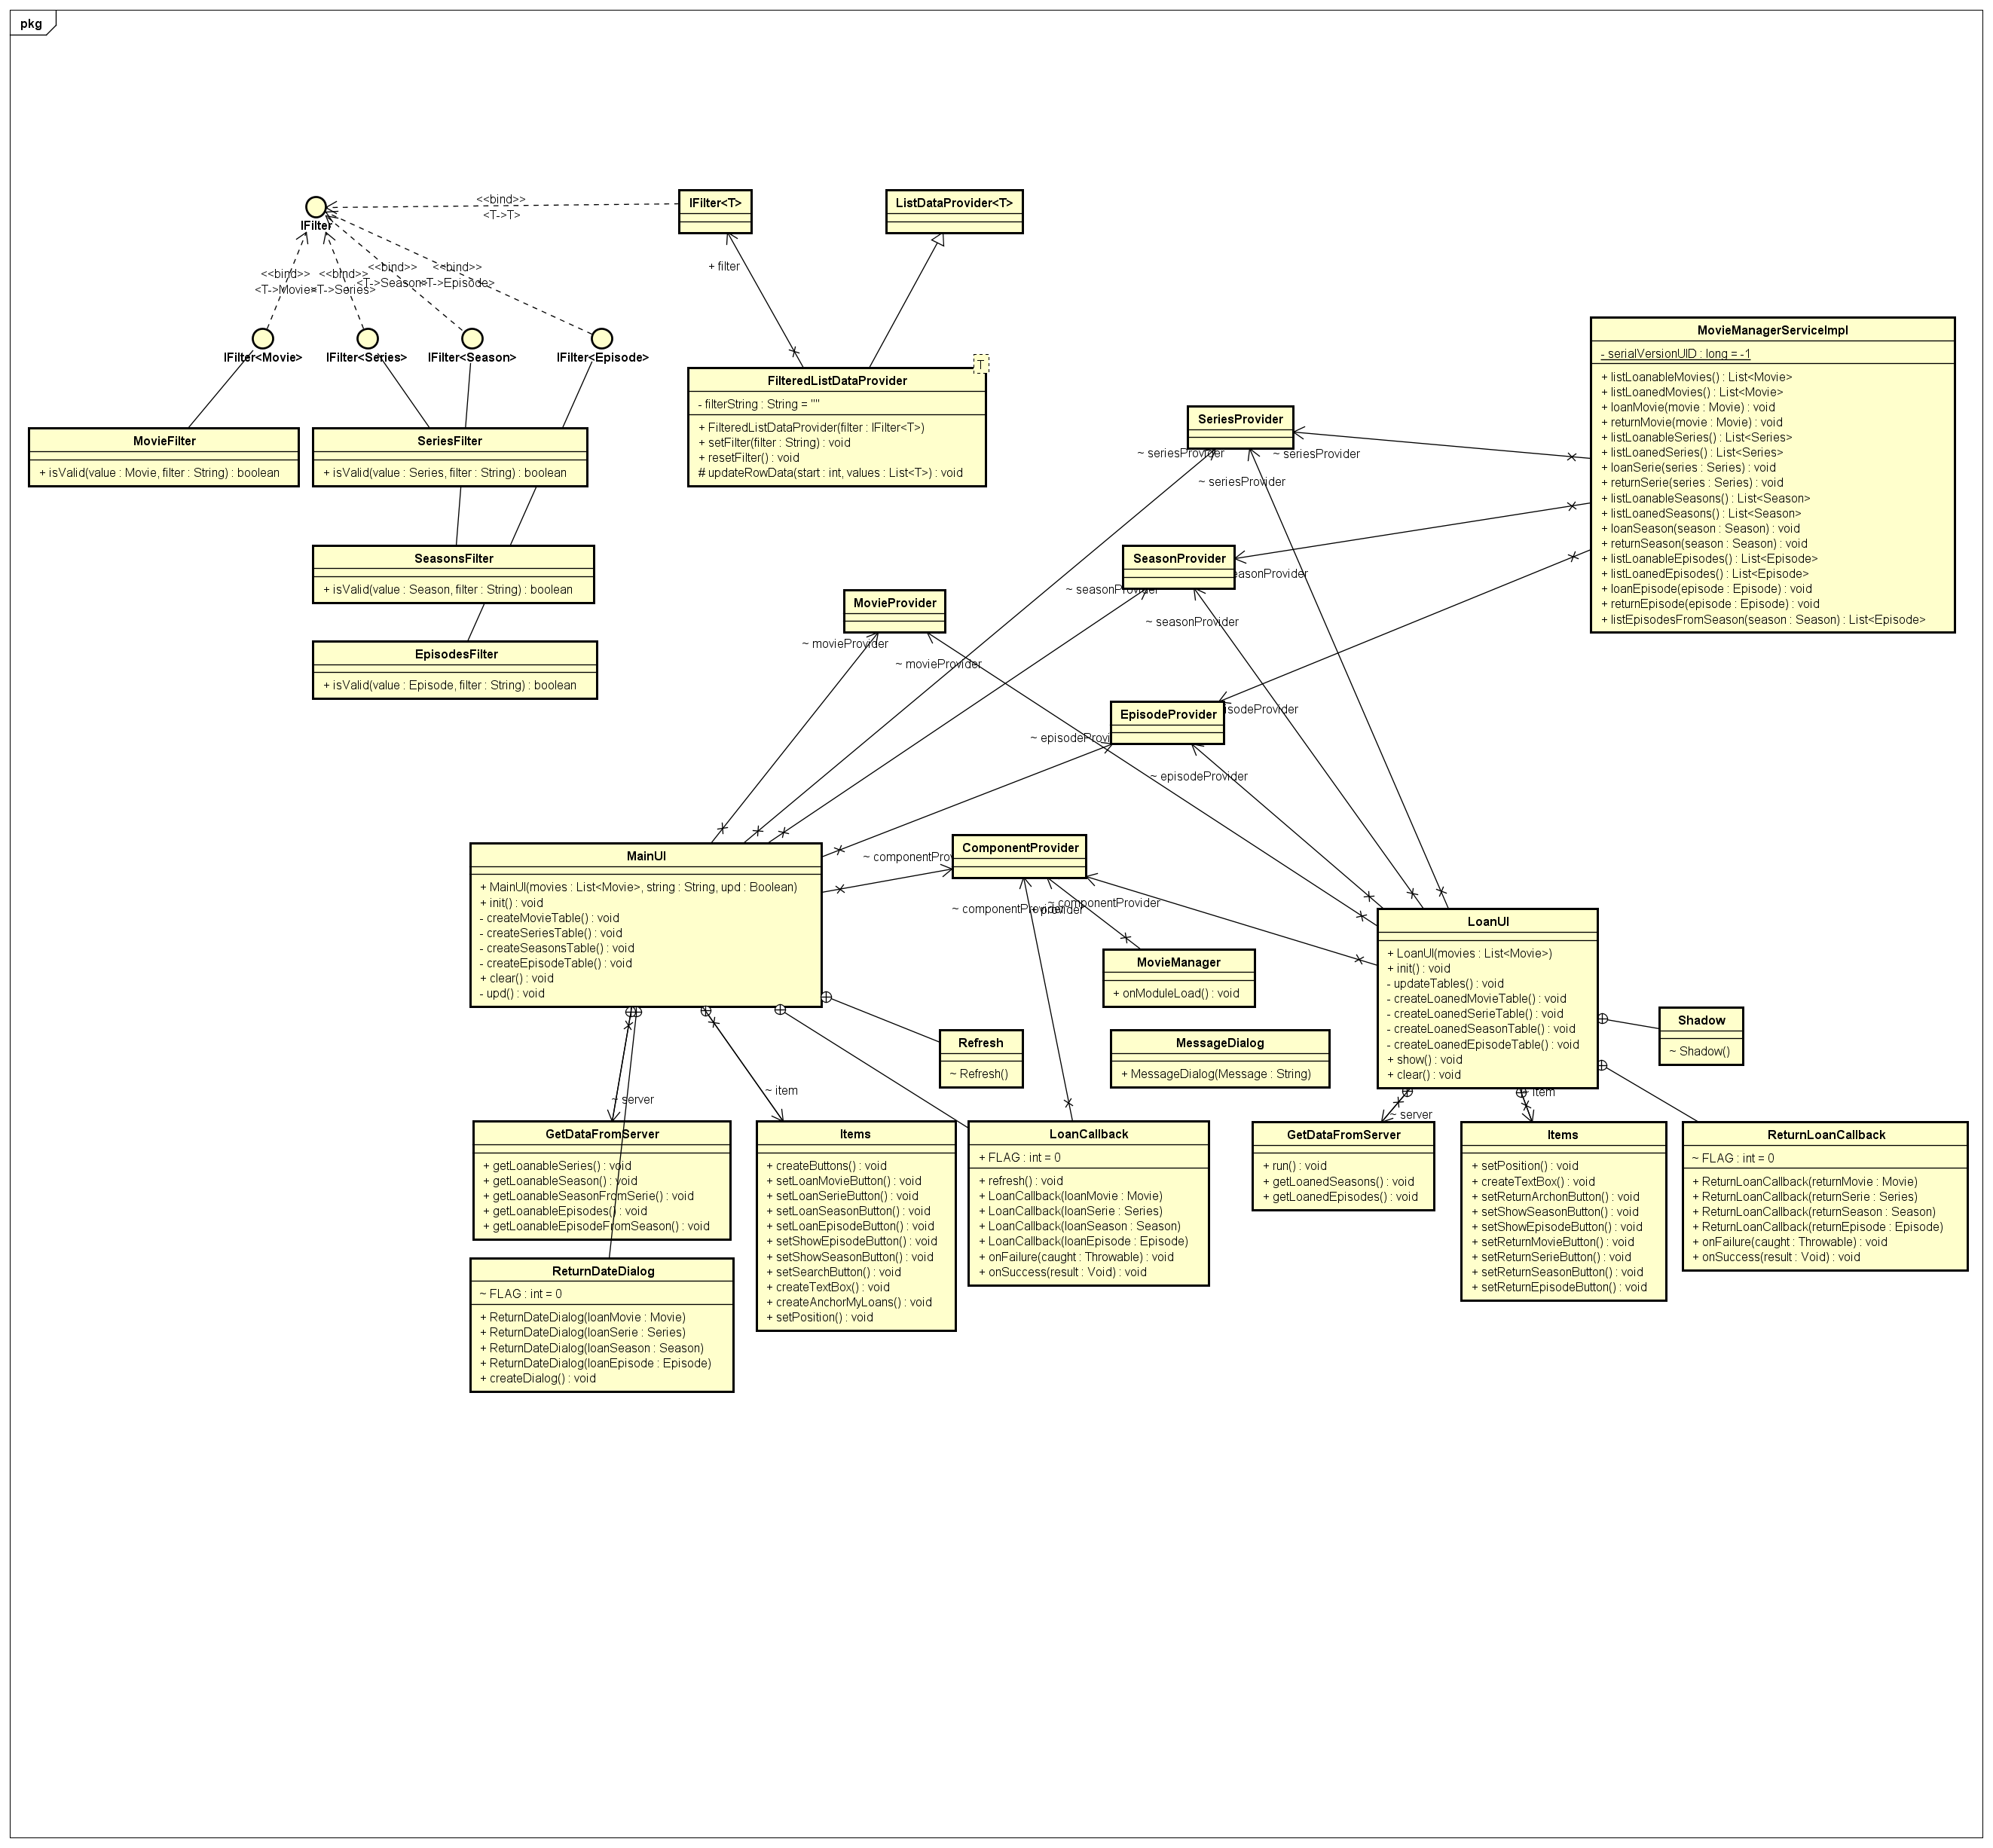 pkg
IFilter
<<bind>>
<T->T>
IFilter<T>
ListDataProvider<T>
+ filter
<<bind>>
<T->Movie>
<<bind>>
<T->Series>
<<bind>>
<T->Season>
<<bind>>
<T->Episode>
IFilter<Movie>
IFilter<Series>
IFilter<Season>
IFilter<Episode>
MovieFilter
+ isValid(value : Movie, filter : String) : boolean
SeriesFilter
+ isValid(value : Series, filter : String) : boolean
SeasonsFilter
+ isValid(value : Season, filter : String) : boolean
EpisodesFilter
+ isValid(value : Episode, filter : String) : boolean
T
FilteredListDataProvider
- filterString : String = ""
+ FilteredListDataProvider(filter : IFilter<T>)
+ setFilter(filter : String) : void
+ resetFilter() : void
# updateRowData(start : int, values : List<T>) : void
MovieManagerServiceImpl
- serialVersionUID : long = -1
+ listLoanableMovies() : List<Movie>
+ listLoanedMovies() : List<Movie>
+ loanMovie(movie : Movie) : void
+ returnMovie(movie : Movie) : void
+ listLoanableSeries() : List<Series>
+ listLoanedSeries() : List<Series>
+ loanSerie(series : Series) : void
+ returnSerie(series : Series) : void
+ listLoanableSeasons() : List<Season>
+ listLoanedSeasons() : List<Season>
+ loanSeason(season : Season) : void
+ returnSeason(season : Season) : void
+ listLoanableEpisodes() : List<Episode>
+ listLoanedEpisodes() : List<Episode>
+ loanEpisode(episode : Episode) : void
+ returnEpisode(episode : Episode) : void
+ listEpisodesFromSeason(season : Season) : List<Episode>
SeriesProvider
~ seriesProvider
~ seriesProvider
~ seriesProvider
SeasonProvider
easonProvider
~ seasonProvider
~ seasonProvider
MovieProvider
~ movieProvider
~ movieProvider
EpisodeProvider
isodeProvider
~ episodeProvi
~ episodeProvider
MainUI
+ MainUI(movies : List<Movie>, string : String, upd : Boolean)
+ init() : void
- createMovieTable() : void
- createSeriesTable() : void
- createSeasonsTable() : void
- createEpisodeTable() : void
+ clear() : void
- upd() : void
~ componentProv
ComponentProvider
~ componentProvider
+ provider
~ componentProvider
MovieManager
+ onModuleLoad() : void
LoanUI
+ LoanUI(movies : List<Movie>)
+ init() : void
- updateTables() : void
- createLoanedMovieTable() : void
- createLoanedSerieTable() : void
- createLoanedSeasonTable() : void
- createLoanedEpisodeTable() : void
+ show() : void
+ clear() : void
Refresh
~ Refresh()
MessageDialog
+ MessageDialog(Message : String)
Shadow
~ Shadow()
~ server
~ item
~ server
item
GetDataFromServer
+ getLoanableSeries() : void
+ getLoanableSeason() : void
+ getLoanableSeasonFromSerie() : void
+ getLoanableEpisodes() : void
+ getLoanableEpisodeFromSeason() : void
ReturnDateDialog
~ FLAG : int = 0
+ ReturnDateDialog(loanMovie : Movie)
+ ReturnDateDialog(loanSerie : Series)
+ ReturnDateDialog(loanSeason : Season)
+ ReturnDateDialog(loanEpisode : Episode)
+ createDialog() : void
Items
+ createButtons() : void
+ setLoanMovieButton() : void
+ setLoanSerieButton() : void
+ setLoanSeasonButton() : void
+ setLoanEpisodeButton() : void
+ setShowEpisodeButton() : void
+ setShowSeasonButton() : void
+ setSearchButton() : void
+ createTextBox() : void
+ createAnchorMyLoans() : void
+ setPosition() : void
LoanCallback
+ FLAG : int = 0
+ refresh() : void
+ LoanCallback(loanMovie : Movie)
+ LoanCallback(loanSerie : Series)
+ LoanCallback(loanSeason : Season)
+ LoanCallback(loanEpisode : Episode)
+ onFailure(caught : Throwable) : void
+ onSuccess(result : Void) : void
GetDataFromServer
+ run() : void
+ getLoanedSeasons() : void
+ getLoanedEpisodes() : void
Items
+ setPosition() : void
+ createTextBox() : void
+ setReturnArchonButton() : void
+ setShowSeasonButton() : void
+ setShowEpisodeButton() : void
+ setReturnMovieButton() : void
+ setReturnSerieButton() : void
+ setReturnSeasonButton() : void
+ setReturnEpisodeButton() : void
ReturnLoanCallback
~ FLAG : int = 0
+ ReturnLoanCallback(returnMovie : Movie)
+ ReturnLoanCallback(returnSerie : Series)
+ ReturnLoanCallback(returnSeason : Season)
+ ReturnLoanCallback(returnEpisode : Episode)
+ onFailure(caught : Throwable) : void
+ onSuccess(result : Void) : void